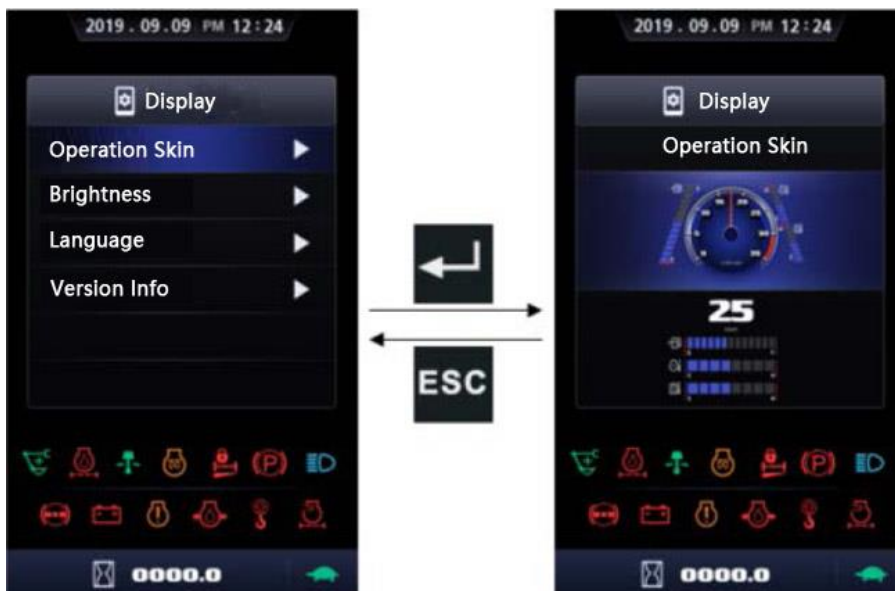 2019 . 09 . 09 PM 12 : 24
Display
Operation Skin
Brightness
Language
Version Info
0000.0
ESC
2019 . 09 . 09 PM 12 : 24
Display
Operation Skin
25
0000.0